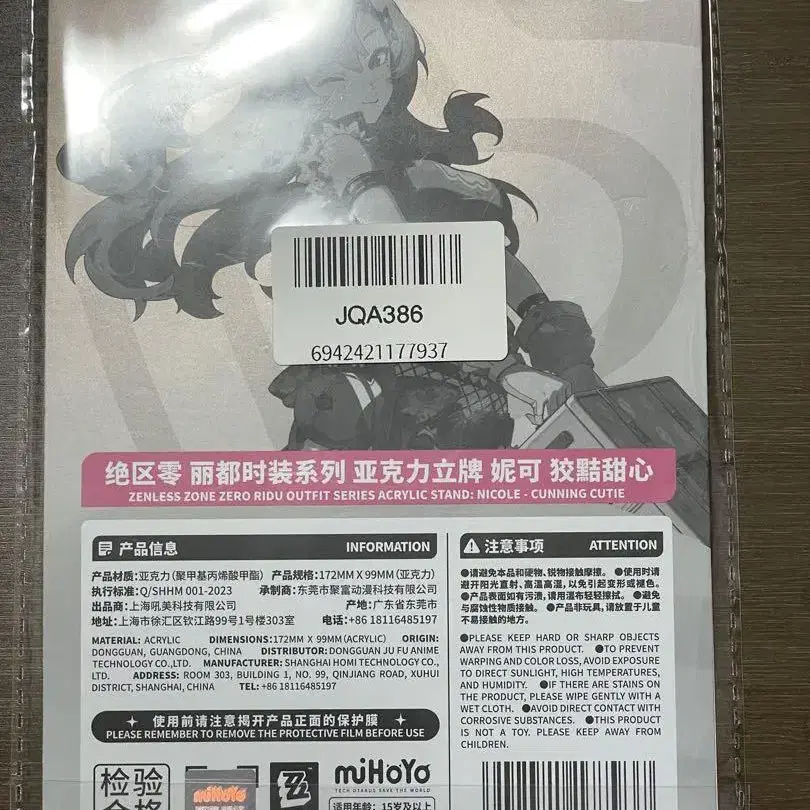 JQA386
6942421177937
绝区零 丽都时装系列 亚克力立牌 妮可 狡黠甜心
ZENLESS ZONE ZERO RIDU OUTFIT SERIES ACRYLIC STAND: NICOLE - CUNNING CUTIE
产品信息 INFORMATION
产品材质:亚克力(聚甲基丙烯酸甲酯) 产品规格:172MM X 99MM(亚克力)
执行标准:Q/SHHM 001-2023 承制商:东莞市聚富动漫科技有限公司
出品商:上海吼美科技有限公司 产地:广东省东莞市
地址:上海市徐汇区钦江路99号1号楼303室 电话:+86 18116485197
MATERIAL: ACRYLIC DIMENSIONS:172MM X 99MM(ACRYLIC) ORIGIN:
DONGGUAN, GUANGDONG, CHINA DISTRIBUTOR:DONGGUAN JU FU ANIME
TECHNOLOGY CO.,LTD. MANUFACTURER: SHANGHAI HOMI TECHNOLOGY CO.,
LTD. ADDRESS: ROOM 303, BUILDING 1, NO. 99, QINJIANG ROAD, XUHUI
DISTRICT, SHANGHAI, CHINA TEL:+86 18116485197
使用前请注意揭开产品正面的保护膜
PLEASE REMEMBER TO REMOVE THE PROTECTIVE FILM BEFORE USE
注意事项 ATTENTION
●请避免本品和硬物、锐物接触摩擦。 ●使用时请
避开阳光直射、高温高湿,以免引起变形或褪色。
●产品表面如有污渍,请用湿布轻轻擦拭。 ●避免
与腐蚀性物质接触。 ●产品非玩具,请放置于儿童
不易接触的地方。
●PLEASE KEEP HARD OR SHARP OBJECTS
AWAY FROM THIS PRODUCT. ●TO PREVENT
WARPING AND COLOR LOSS, AVOID EXPOSURE
TO DIRECT SUNLIGHT, HIGH TEMPERATURES,
AND HUMIDITY. ●IF THERE ARE STAINS ON
THE PRODUCT, PLEASE WIPE GENTLY WITH A
WET CLOTH. ●AVOID DIRECT CONTACT WITH
CORROSIVE SUBSTANCES. ●THIS PRODUCT
IS NOT A TOY. PLEASE KEEP AWAY FROM
CHILDREN.
检验
合格
miHoYo
miHoYo
TECH OTAKUS SAVE THE WORLD
适用年龄:15岁及以上